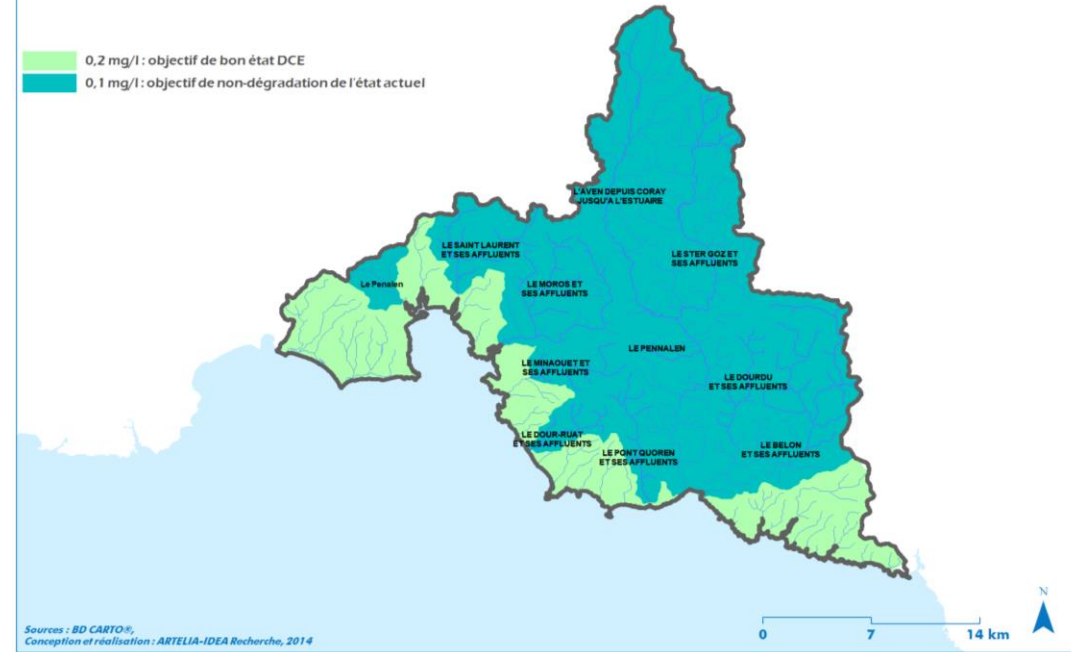 0,2 mg/l : objectif de bon état DCE
0,1 mg/l : objectif de non-dégradation de l'état actuel
L'AVEN DEPUIS CORAY
JUSQU'A L'ESTUAIRE
LE SAINT LAURENT
ET SES AFFLUENTS
LE STER GOZ ET
SES AFFLUENTS
Le Penalen
LE MOROS ET
SES AFFLUENTS
LE PENNALEN
LE MINAOUET ET
SES AFFLUENTS
LE DOURDU
ET SES AFFLUENTS
LE DOUR-RUAT
ET SES AFFLUENTS
LE PONT QUOREN
ET SES AFFLUENTS
LE BELON
ET SES AFFLUENTS
N
0 7 14 km
Sources : BD CARTO®,
Conception et réalisation : ARTELIA-IDEA Recherche, 2014